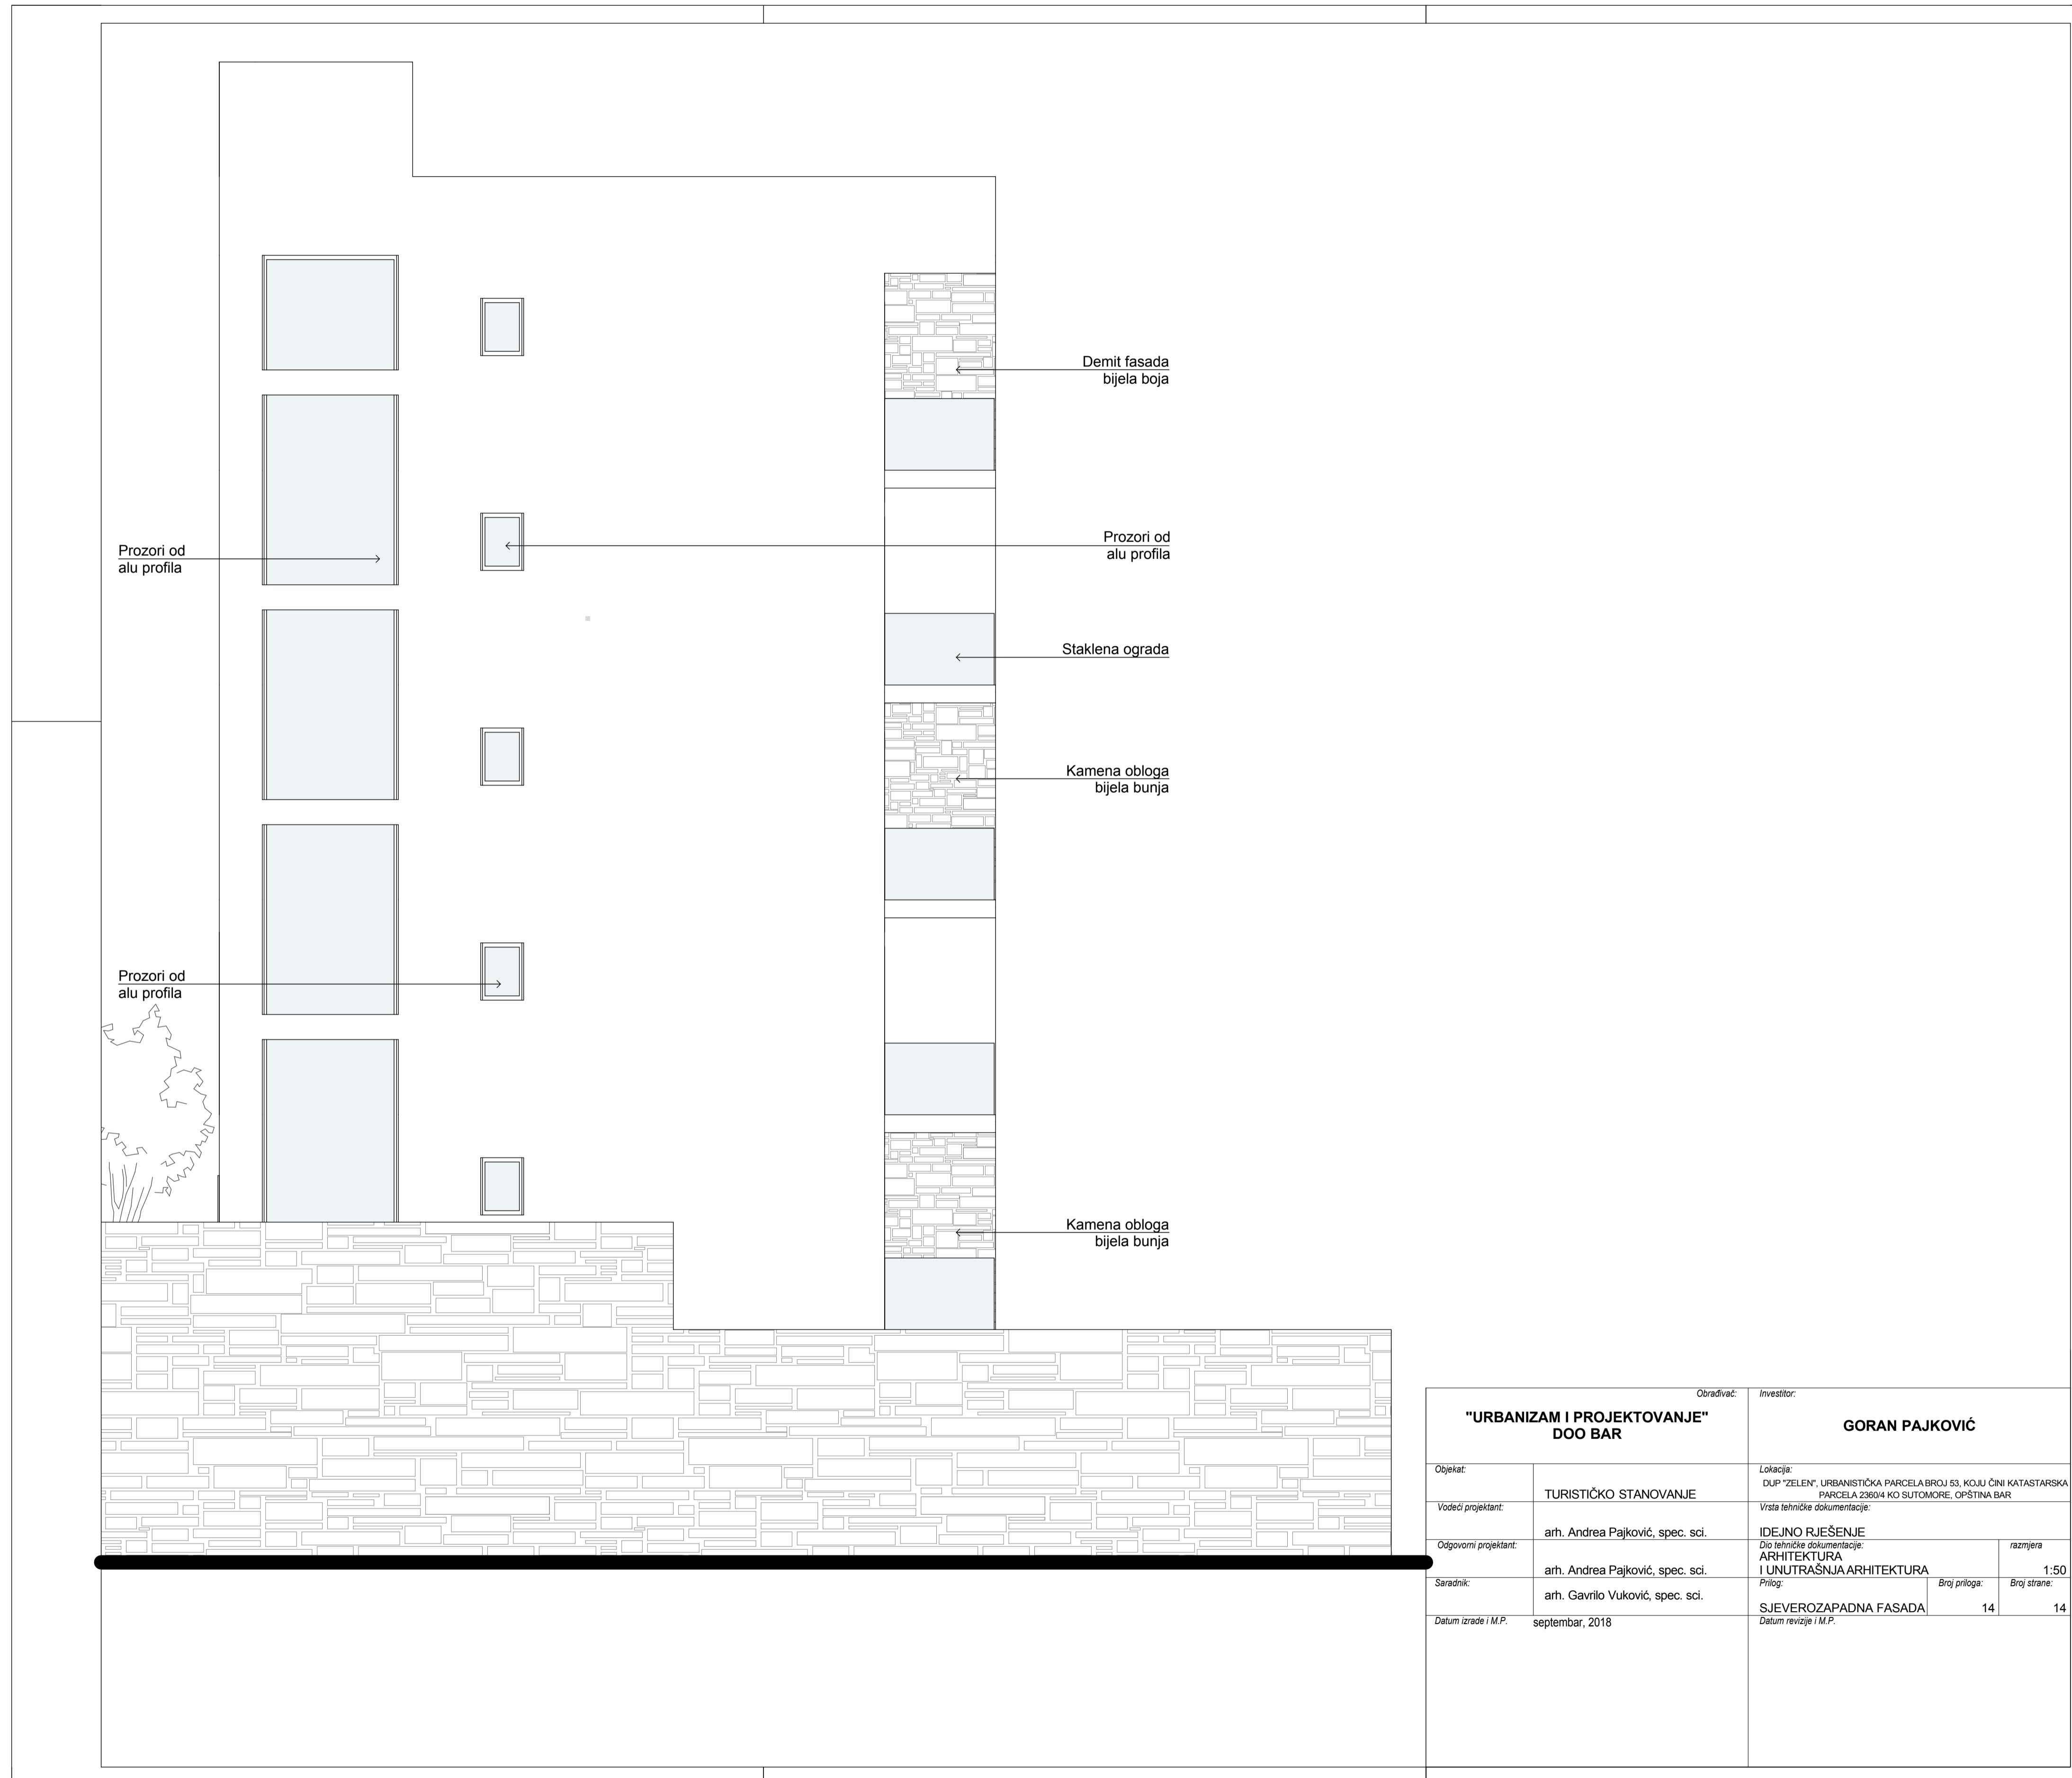 Demit fasada
bijela boja
Prozori od
alu profila
Prozori od
alu profila
Staklena ograda
Kamena obloga
bijela bunja
Prozori od
alu profila
Kamena obloga
bijela bunja
Obrađivač:
"URBANIZAM I PROJEKTOVANJE"
DOO BAR
Investitor:
GORAN PAJKOVIĆ
Objekat:
TURISTIČKO STANOVANJE
Lokacija:
DUP "ZELEN", URBANISTIČKA PARCELA BROJ 53, KOJU ČINI KATASTARSKA
PARCELA 2360/4 KO SUTOMORE, OPŠTINA BAR
Vodeći projektant:
arh. Andrea Pajković, spec. sci.
Vrsta tehničke dokumentacije:
IDEJNO RJEŠENJE
Odgovorni projektant:
arh. Andrea Pajković, spec. sci.
Dio tehničke dokumentacije:
ARHITEKTURA
I UNUTRAŠNJA ARHITEKTURA
razmjera
1:50
Saradnik:
arh. Gavrilo Vuković, spec. sci.
Prilog:
SJEVEROZAPADNA FASADA
Broj priloga:
14
Broj strane:
14
Datum izrade i M.P.
septembar, 2018
Datum revizije i M.P.